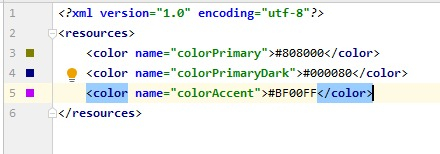 1 <?xml version="1.0" encoding="utf-8"?>
2 <resources>
3 <color name="colorPrimary">#808000</color>
4 <color name="colorPrimaryDark">#000080</color>
5 <color name="colorAccent">#BF00FF</color>
6 </resources>